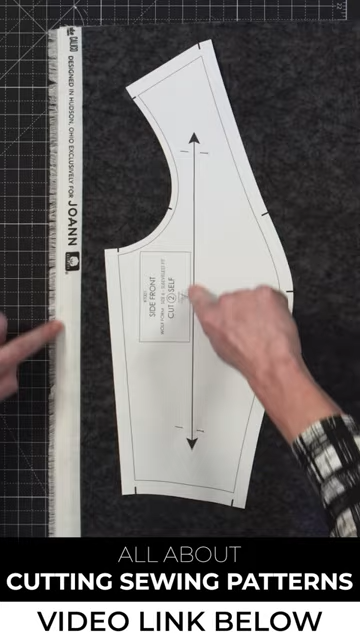 DESIGNED IN HUDSON, OHIO EXCLUSIVELY FOR JOANN
SIDE FRONT
CUT 2 SELF
ALL ABOUT
CUTTING SEWING PATTERNS
VIDEO LINK BELOW